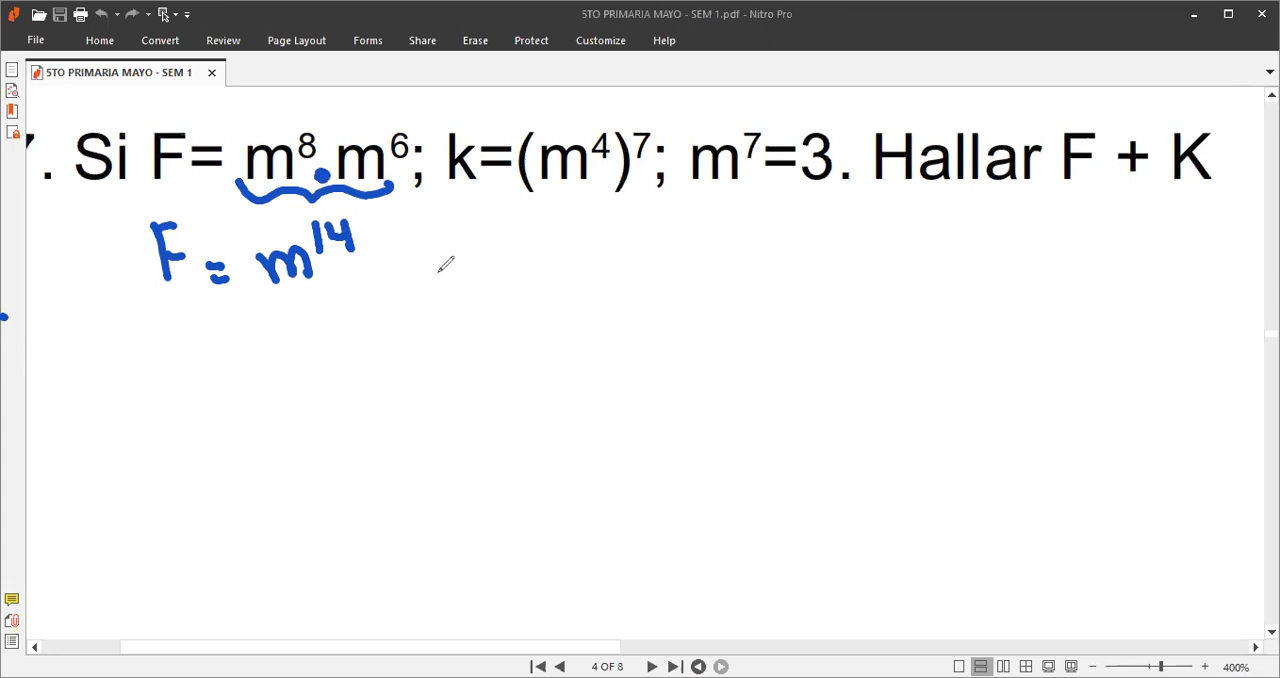 5TO PRIMARIA MAYO - SEM 1.pdf - Nitro Pro
File Home Convert Review Page Layout Forms Share Erase Protect Customize Help
5TO PRIMARIA MAYO - SEM 1
. Si F= m⁸.m⁶; k=(m⁴)⁷; m⁷=3. Hallar F + K
F = m¹⁴
4 OF 8
400%